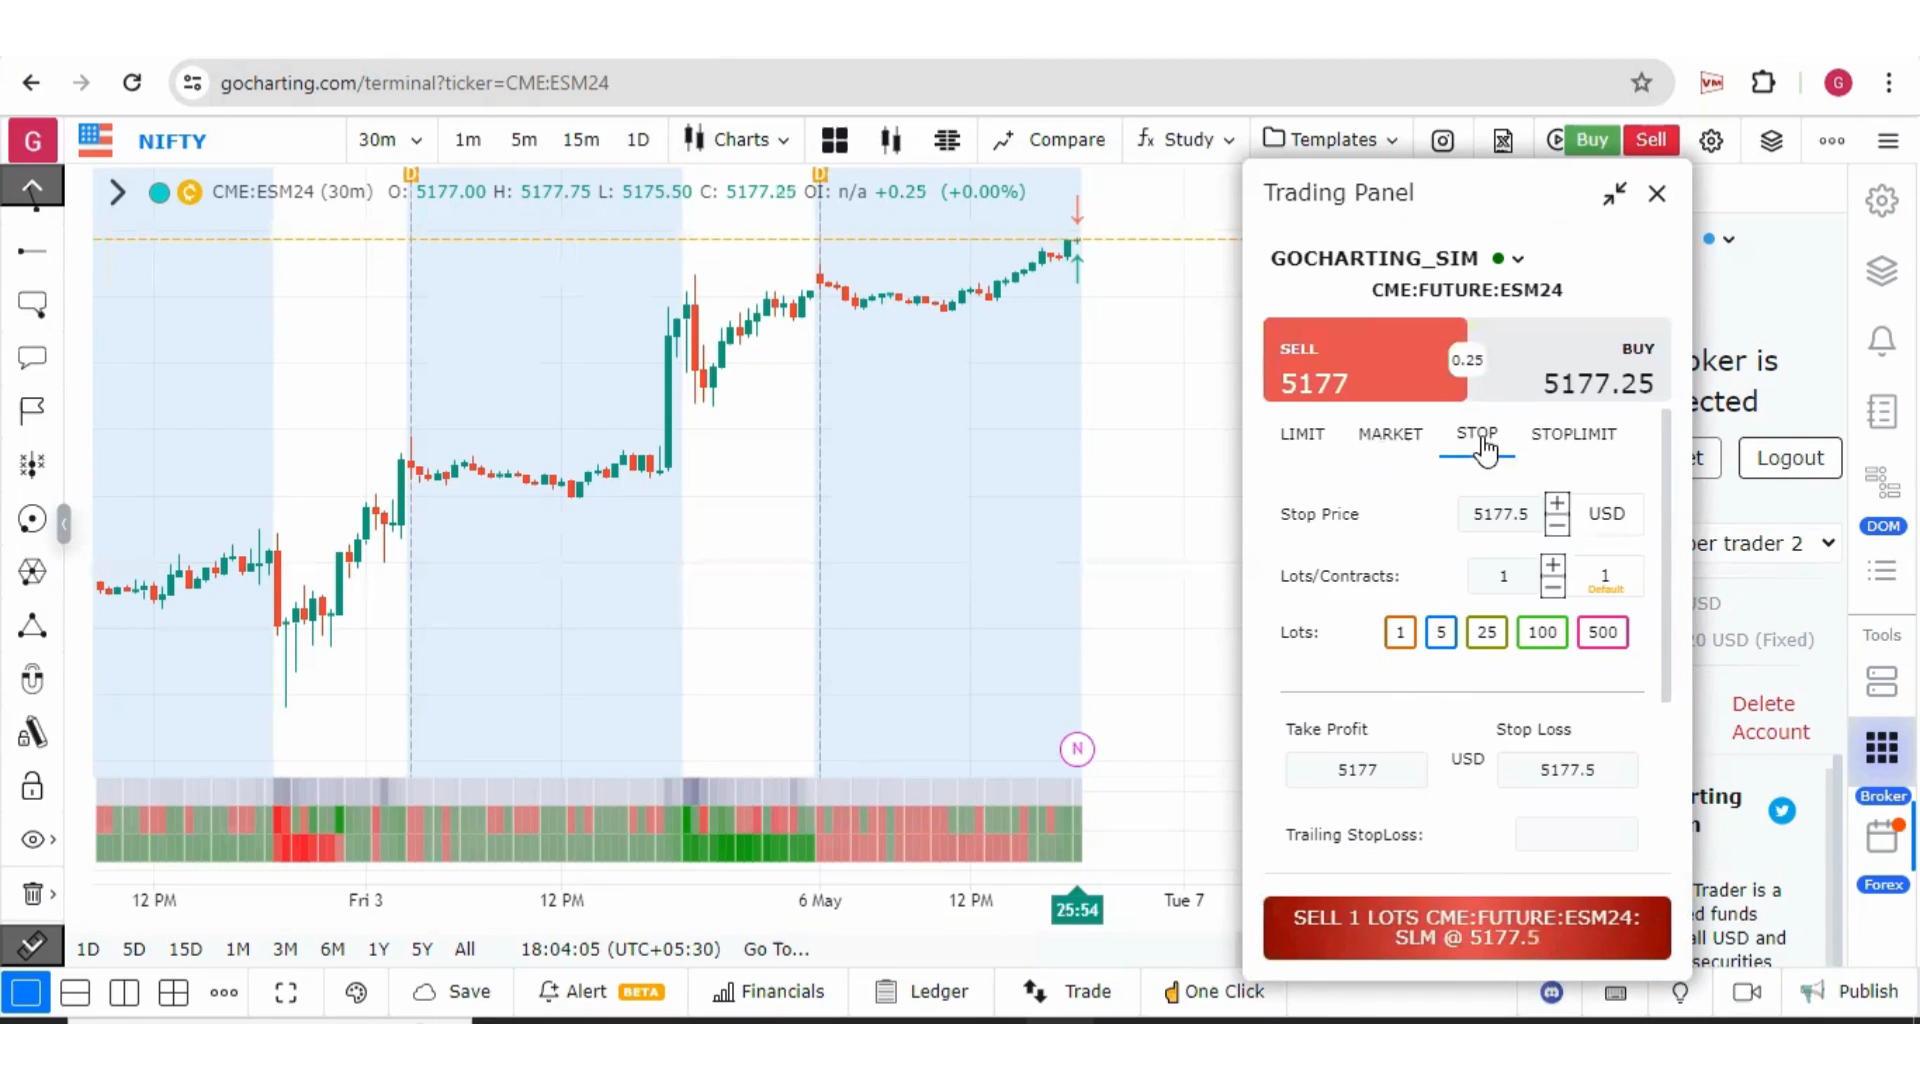 gocharting.com/terminal?ticker=CME:ESM24
VM
G
G
NIFTY
30m
1m
5m
15m
1D
Charts
Compare
fx Study
Templates
Buy
Sell
D
D
CME:ESM24 (30m) O: 5177.00 H: 5177.75 L: 5175.50 C: 5177.25 OI: n/a +0.25 (+0.00%)
N
12 PM
Fri 3
12 PM
6 May
12 PM
25:54
Tue 7
1D 5D 15D 1M 3M 6M 1Y 5Y All 18:04:05 (UTC+05:30) Go To...
Save
Alert BETA
Financials
Ledger
Trade
One Click
Publish
Trading Panel
GOCHARTING_SIM
CME:FUTURE:ESM24
SELL
5177
0.25
BUY
5177.25
LIMIT MARKET STOP STOPLIMIT
Stop Price 5177.5 + - USD
Lots/Contracts: 1 + - 1
Default
Lots: 1 5 25 100 500
Take Profit
5177
USD
Stop Loss
5177.5
Trailing StopLoss:
SELL 1 LOTS CME:FUTURE:ESM24:
SLM @ 5177.5
oker is
ected
et
Logout
per trader 2
USD
0 USD (Fixed)
Delete
Account
rting
n
Trader is a
d funds
all USD and
securities
DOM
Tools
Broker
Forex